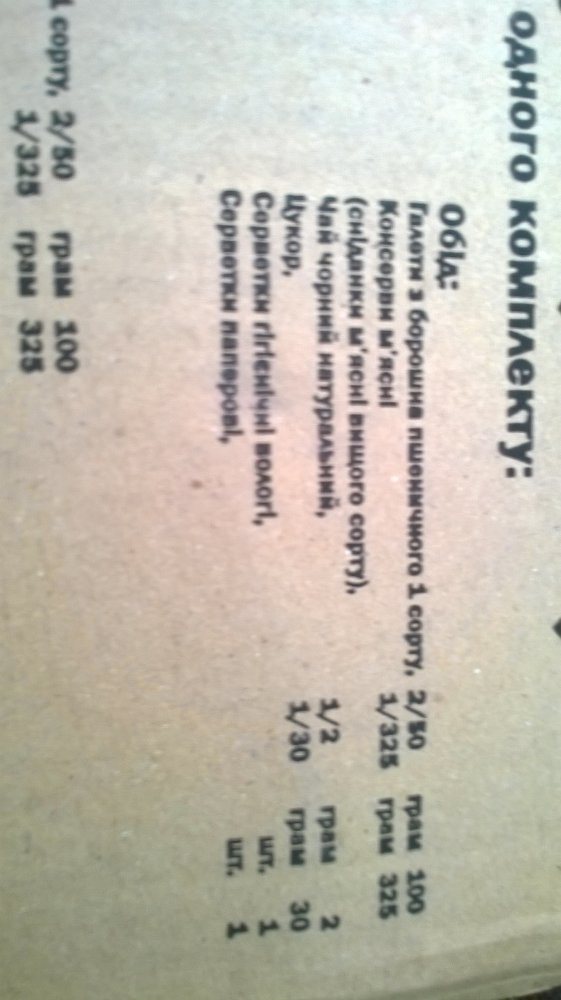 одного комплекту:
Обід:
Галети з борошна пшеничного 1 сорту, 2/50 грам 100
Консерви м'ясні 1/325 грам 325
(сніданки м'ясні вищого сорту),
Чай чорний натуральний, 1/2 грам 2
Цукор, 1/30 грам 30
Серветки гігієнічні вологі, шт. 1
Серветки паперові, шт. 1
1 сорту, 2/50 грам 100
1/325 грам 325